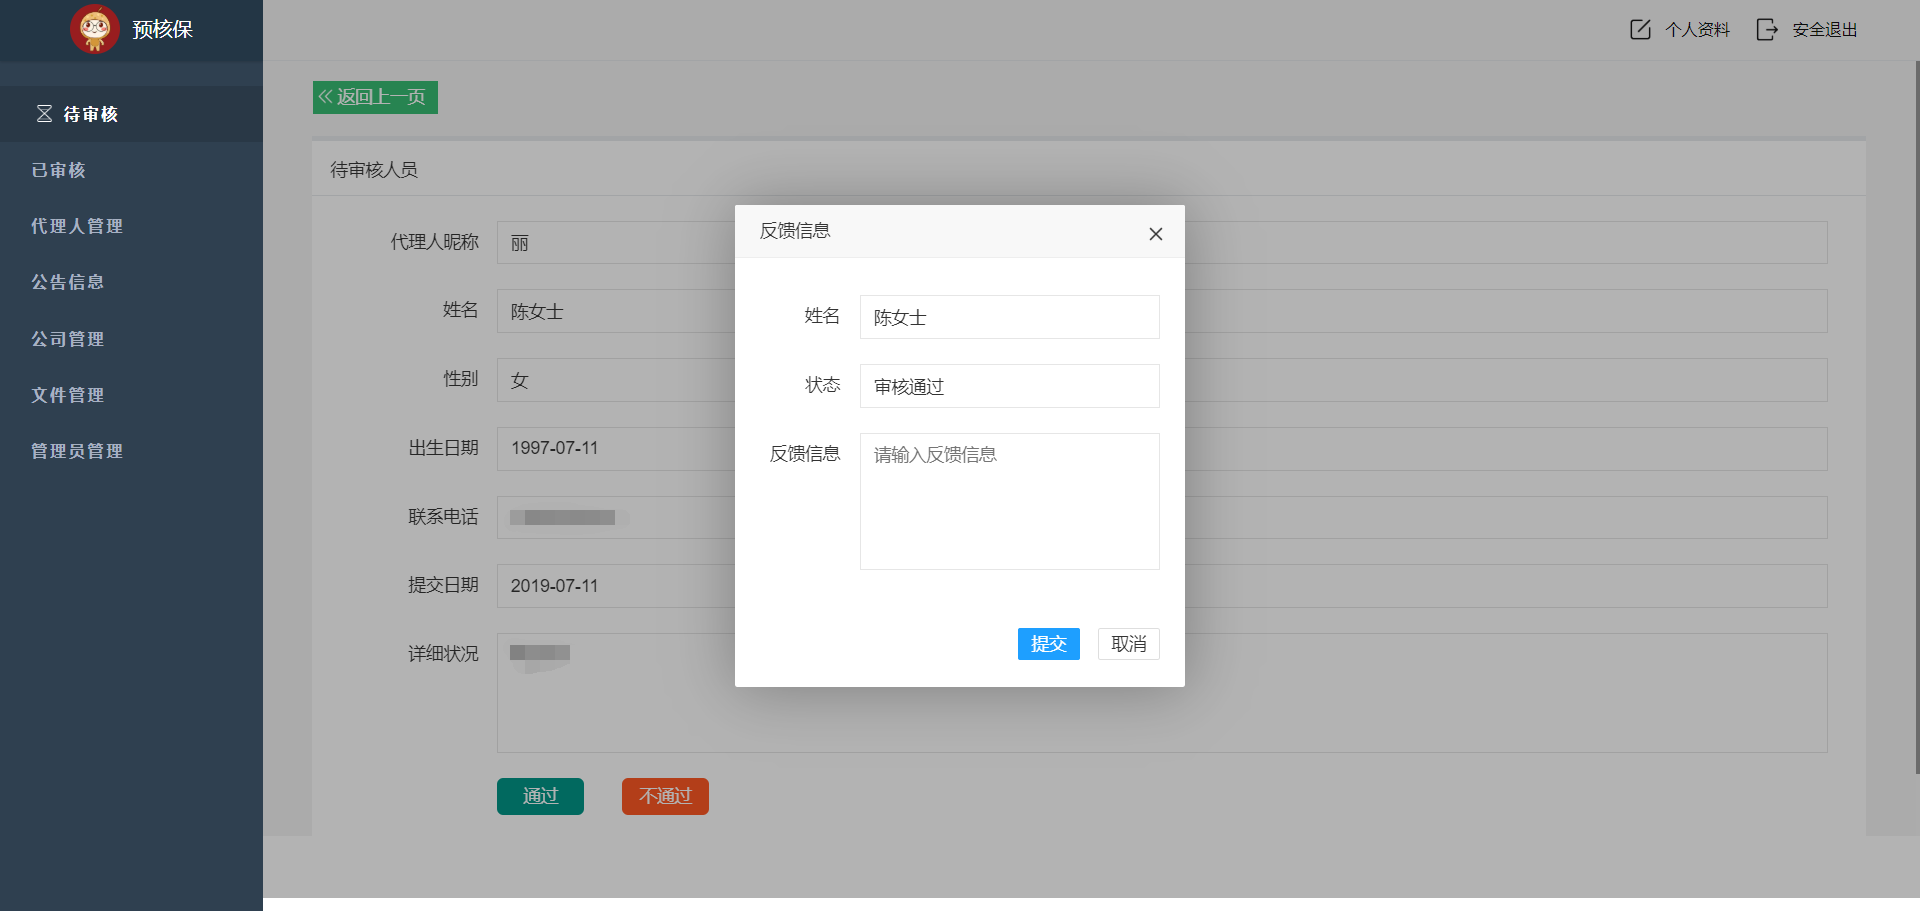 预核保
个人资料
安全退出
待审核
已审核
代理人管理
公告信息
公司管理
文件管理
管理员管理
返回上一页
待审核人员
代理人昵称 丽
姓名 陈女士
性别 女
出生日期 1997-07-11
联系电话
提交日期 2019-07-11
详细状况
通过
不通过
反馈信息
姓名 陈女士
状态 审核通过
反馈信息 请输入反馈信息
提交
取消